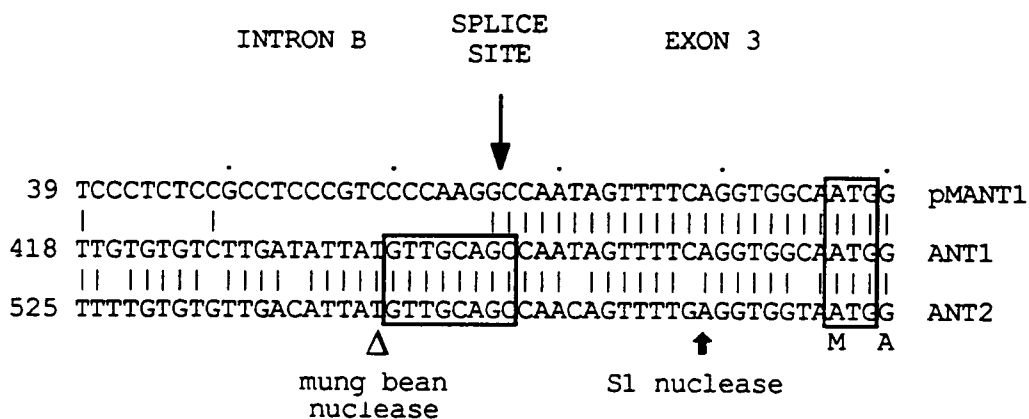 INTRON B SPLICE SITE EXON 3
39 TCCCTCTCCGCCTCCCGTCCCCAAGGCCAATAGTTTTCAGGTGGCAATGG pMANT1
418 TTGTGTGTCTTGATATTATGTTGCAGCCAATAGTTTTCAGGTGGCAATGG ANT1
525 TTTTGTGTGTTGACATTATGTTGCAGCCAACAGTTTTGAGGTGGTAATGG ANT2
M A
mung bean nuclease
S1 nuclease